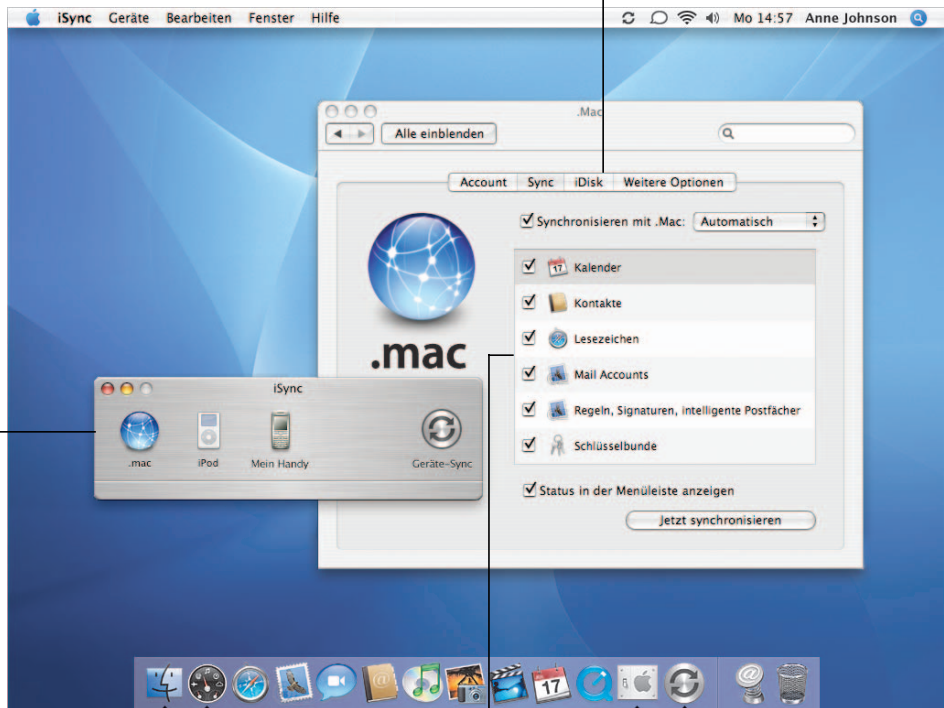 iSync Geräte Bearbeiten Fenster Hilfe Mo 14:57 Anne Johnson
.Mac
Alle einblenden
Account Sync iDisk Weitere Optionen
Synchronisieren mit .Mac: Automatisch
17 Kalender
Kontakte
Lesezeichen
.mac
Mail Accounts
Regeln, Signaturen, intelligente Postfächer
Schlüsselbunde
Status in der Menüleiste anzeigen
Jetzt synchronisieren
iSync
.mac iPod Mein Handy Geräte-Sync
@ 17 @